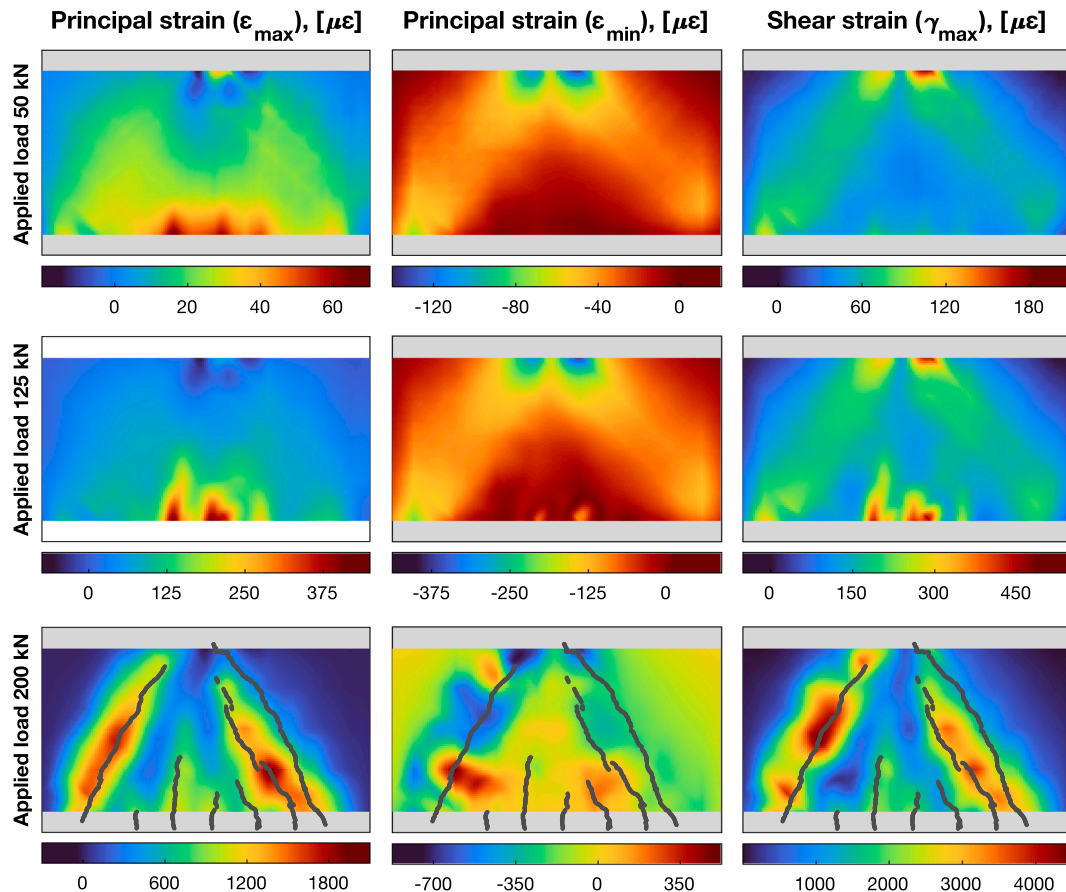 Principal strain (εmax), [με]
Principal strain (εmin), [με]
Shear strain (γmax), [με]
Applied load 50 kN
0 20 40 60
-120 -80 -40 0
0 60 120 180
Applied load 125 kN
0 125 250 375
-375 -250 -125 0
0 150 300 450
Applied load 200 kN
0 600 1200 1800
-700 -350 0 350
1000 2000 3000 4000